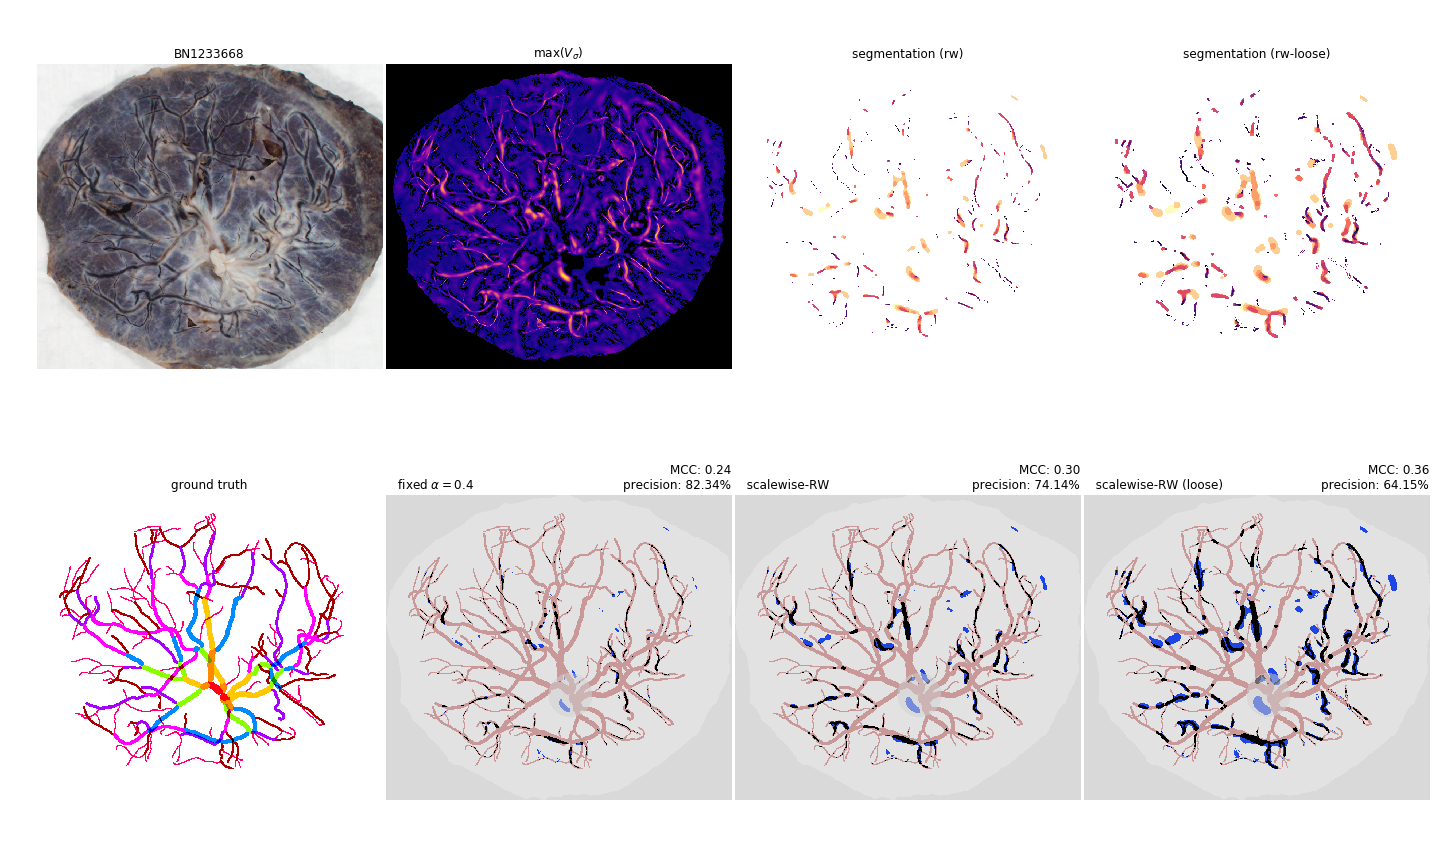 BN1233668
max(V_σ)
segmentation (rw)
segmentation (rw-loose)
ground truth
fixed α = 0.4
MCC: 0.24
precision: 82.34%
scalewise-RW
MCC: 0.30
precision: 74.14%
scalewise-RW (loose)
MCC: 0.36
precision: 64.15%